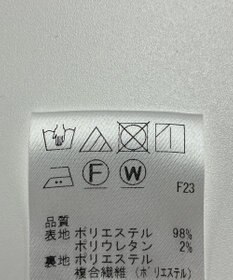 F W
F23
品質
表地 ポリエステル 98%
ポリウレタン 2%
裏地 ポリエステル
複合繊維 (ポリエステル)